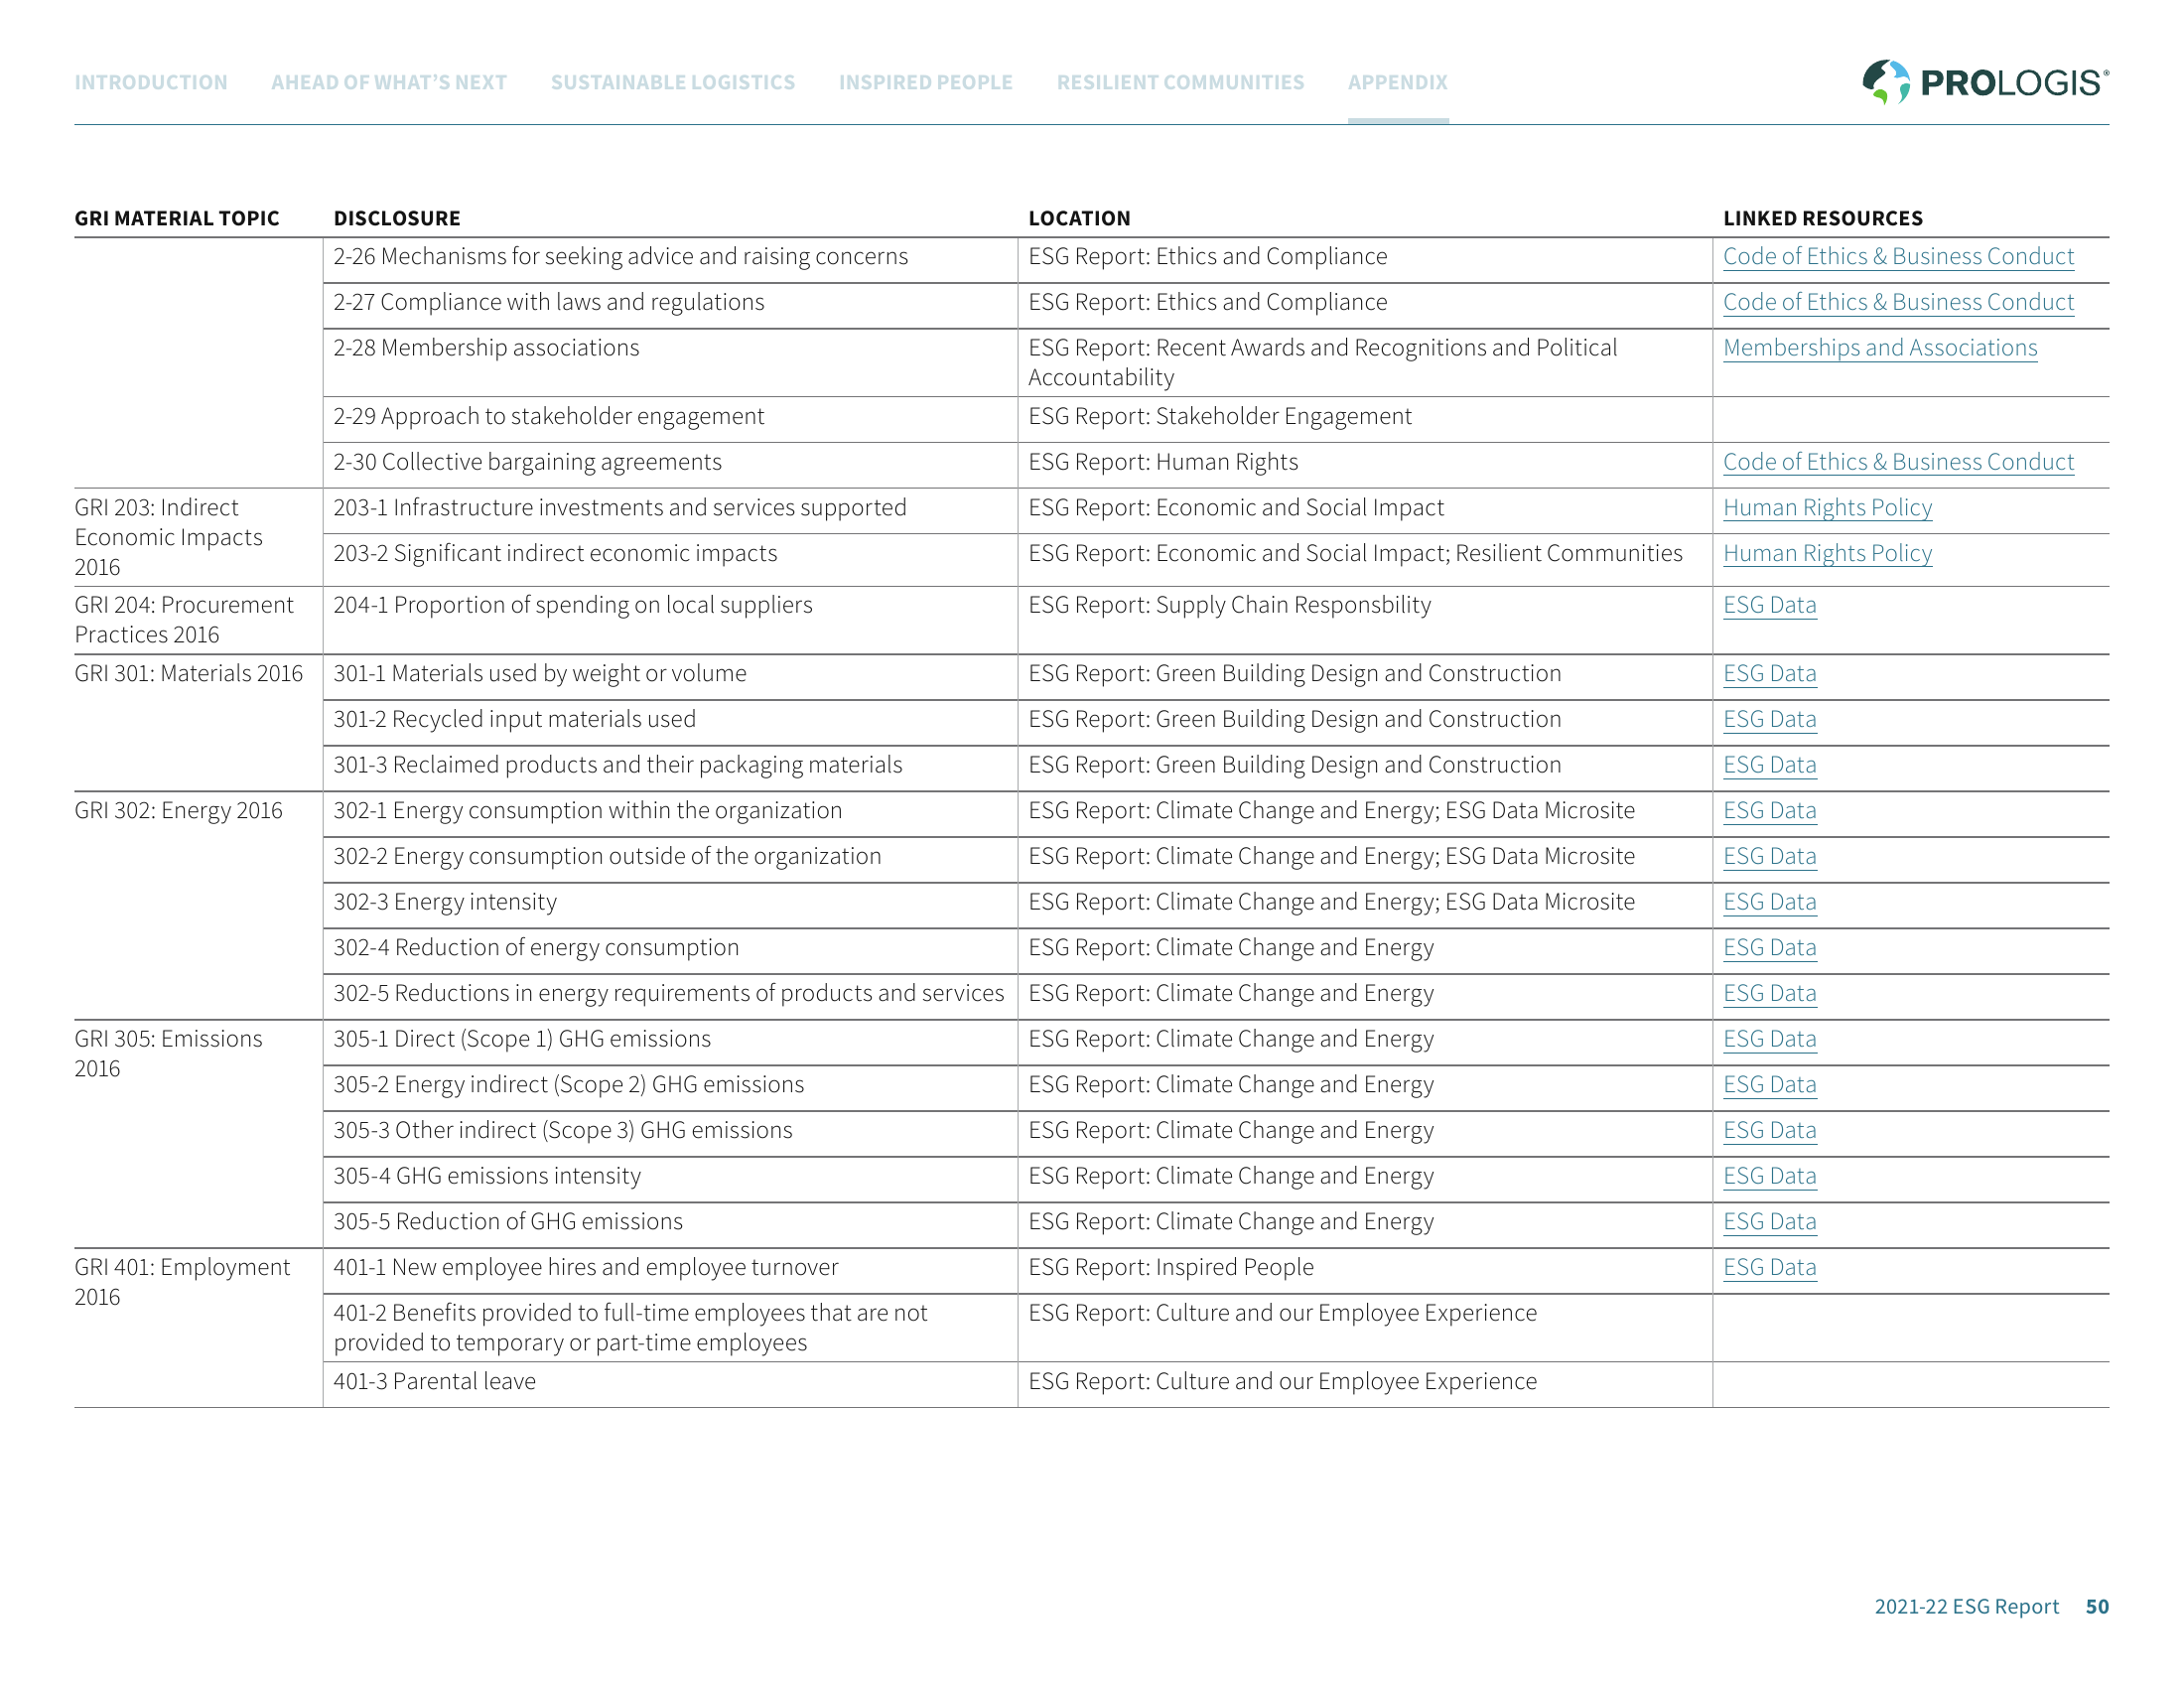 INTRODUCTION AHEAD OF WHAT'S NEXT SUSTAINABLE LOGISTICS INSPIRED PEOPLE RESILIENT COMMUNITIES APPENDIX PROLOGIS®
GRI MATERIAL TOPIC DISCLOSURE LOCATION LINKED RESOURCES
2-26 Mechanisms for seeking advice and raising concerns ESG Report: Ethics and Compliance Code of Ethics & Business Conduct
2-27 Compliance with laws and regulations ESG Report: Ethics and Compliance Code of Ethics & Business Conduct
2-28 Membership associations ESG Report: Recent Awards and Recognitions and Political Memberships and Associations
Accountability
2-29 Approach to stakeholder engagement ESG Report: Stakeholder Engagement
2-30 Collective bargaining agreements ESG Report: Human Rights Code of Ethics & Business Conduct
GRI 203: Indirect 203-1 Infrastructure investments and services supported ESG Report: Economic and Social Impact Human Rights Policy
Economic Impacts
2016
203-2 Significant indirect economic impacts ESG Report: Economic and Social Impact; Resilient Communities Human Rights Policy
GRI 204: Procurement 204-1 Proportion of spending on local suppliers ESG Report: Supply Chain Responsbility ESG Data
Practices 2016
GRI 301: Materials 2016 301-1 Materials used by weight or volume ESG Report: Green Building Design and Construction ESG Data
301-2 Recycled input materials used ESG Report: Green Building Design and Construction ESG Data
301-3 Reclaimed products and their packaging materials ESG Report: Green Building Design and Construction ESG Data
GRI 302: Energy 2016 302-1 Energy consumption within the organization ESG Report: Climate Change and Energy; ESG Data Microsite ESG Data
302-2 Energy consumption outside of the organization ESG Report: Climate Change and Energy; ESG Data Microsite ESG Data
302-3 Energy intensity ESG Report: Climate Change and Energy; ESG Data Microsite ESG Data
302-4 Reduction of energy consumption ESG Report: Climate Change and Energy ESG Data
302-5 Reductions in energy requirements of products and services ESG Report: Climate Change and Energy ESG Data
GRI 305: Emissions 305-1 Direct (Scope 1) GHG emissions ESG Report: Climate Change and Energy ESG Data
2016
305-2 Energy indirect (Scope 2) GHG emissions ESG Report: Climate Change and Energy ESG Data
305-3 Other indirect (Scope 3) GHG emissions ESG Report: Climate Change and Energy ESG Data
305-4 GHG emissions intensity ESG Report: Climate Change and Energy ESG Data
305-5 Reduction of GHG emissions ESG Report: Climate Change and Energy ESG Data
GRI 401: Employment 401-1 New employee hires and employee turnover ESG Report: Inspired People ESG Data
2016
401-2 Benefits provided to full-time employees that are not ESG Report: Culture and our Employee Experience
provided to temporary or part-time employees
401-3 Parental leave ESG Report: Culture and our Employee Experience
2021-22 ESG Report 50